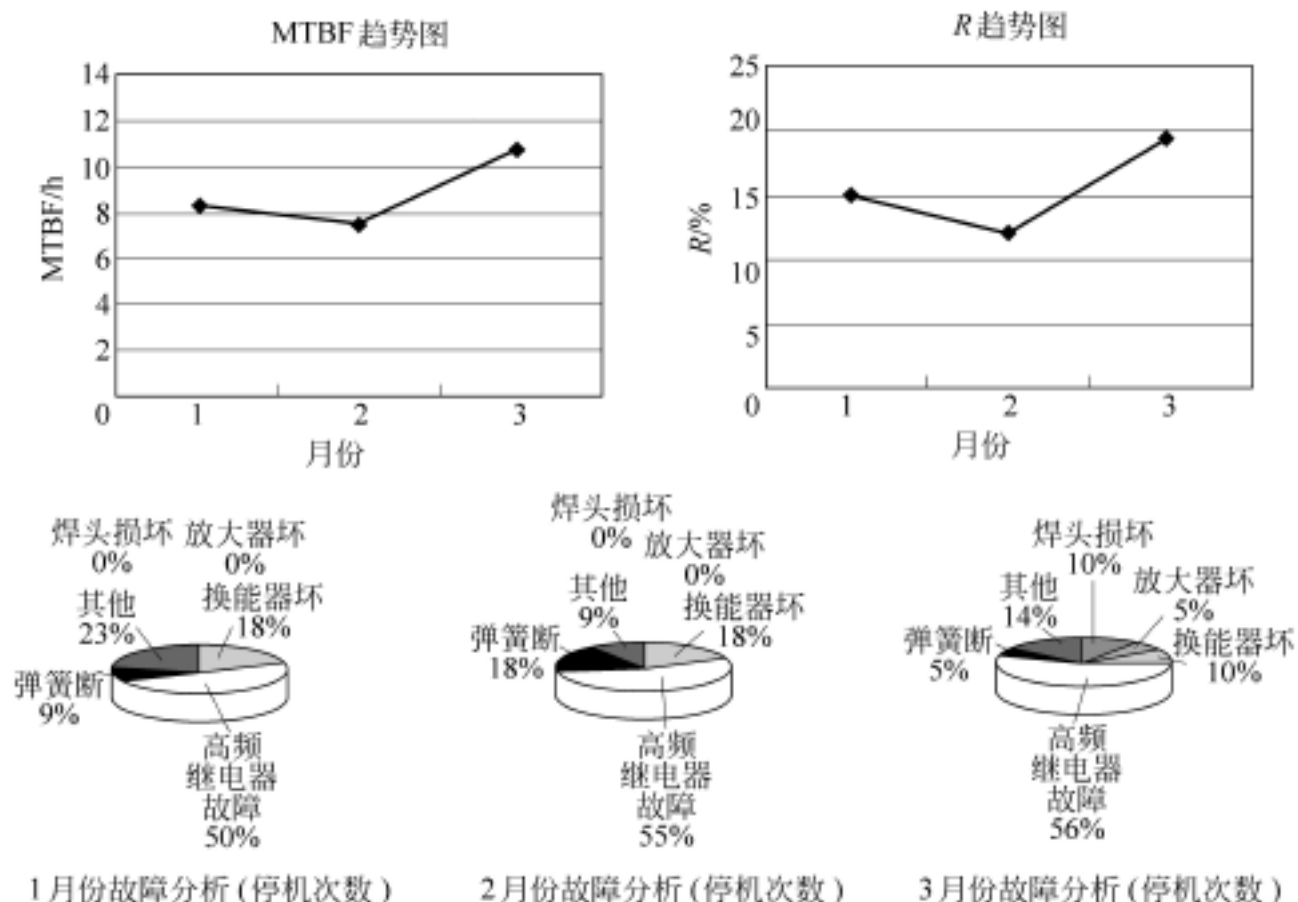 MTBF 趋势图
14
12
10
8
6
4
2
0
MTBF/h
1
2
3
月份
R 趋势图
25
20
15
10
5
0
R/%
1
2
3
月份
焊头损坏
0%
放大器坏
0%
其他
23%
换能器坏
18%
弹簧断
9%
高频
继电器
故障
50%
1月份故障分析(停机次数)
焊头损坏
0%
放大器坏
0%
其他
9%
换能器坏
18%
弹簧断
18%
高频
继电器
故障
55%
2月份故障分析(停机次数)
焊头损坏
10%
其他
14%
放大器坏
5%
弹簧断
5%
换能器坏
10%
高频
继电器
故障
56%
3月份故障分析(停机次数)